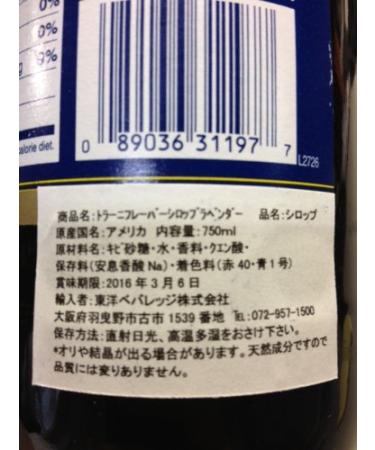 0%
0%
g 9%
calorie diet.
0 89036 31197 7
L2726
商品名:トラーニフレーバーシロップラベンダー 品名:シロップ
原産国名:アメリカ 内容量:750ml
原材料名:キビ砂糖・水・香料・クエン酸・
保存料(安息香酸Na)・着色料(赤40・青1号)
賞味期限:2016年3月6日
輸入者:東洋ベバレッジ株式会社
大阪府羽曳野市古市1539番地 TEL:072-957-1500
保存方法:直射日光、高温多湿をおさけ下さい。
*オリや結晶が出る場合があります。天然成分ですので
品質には変りありません。